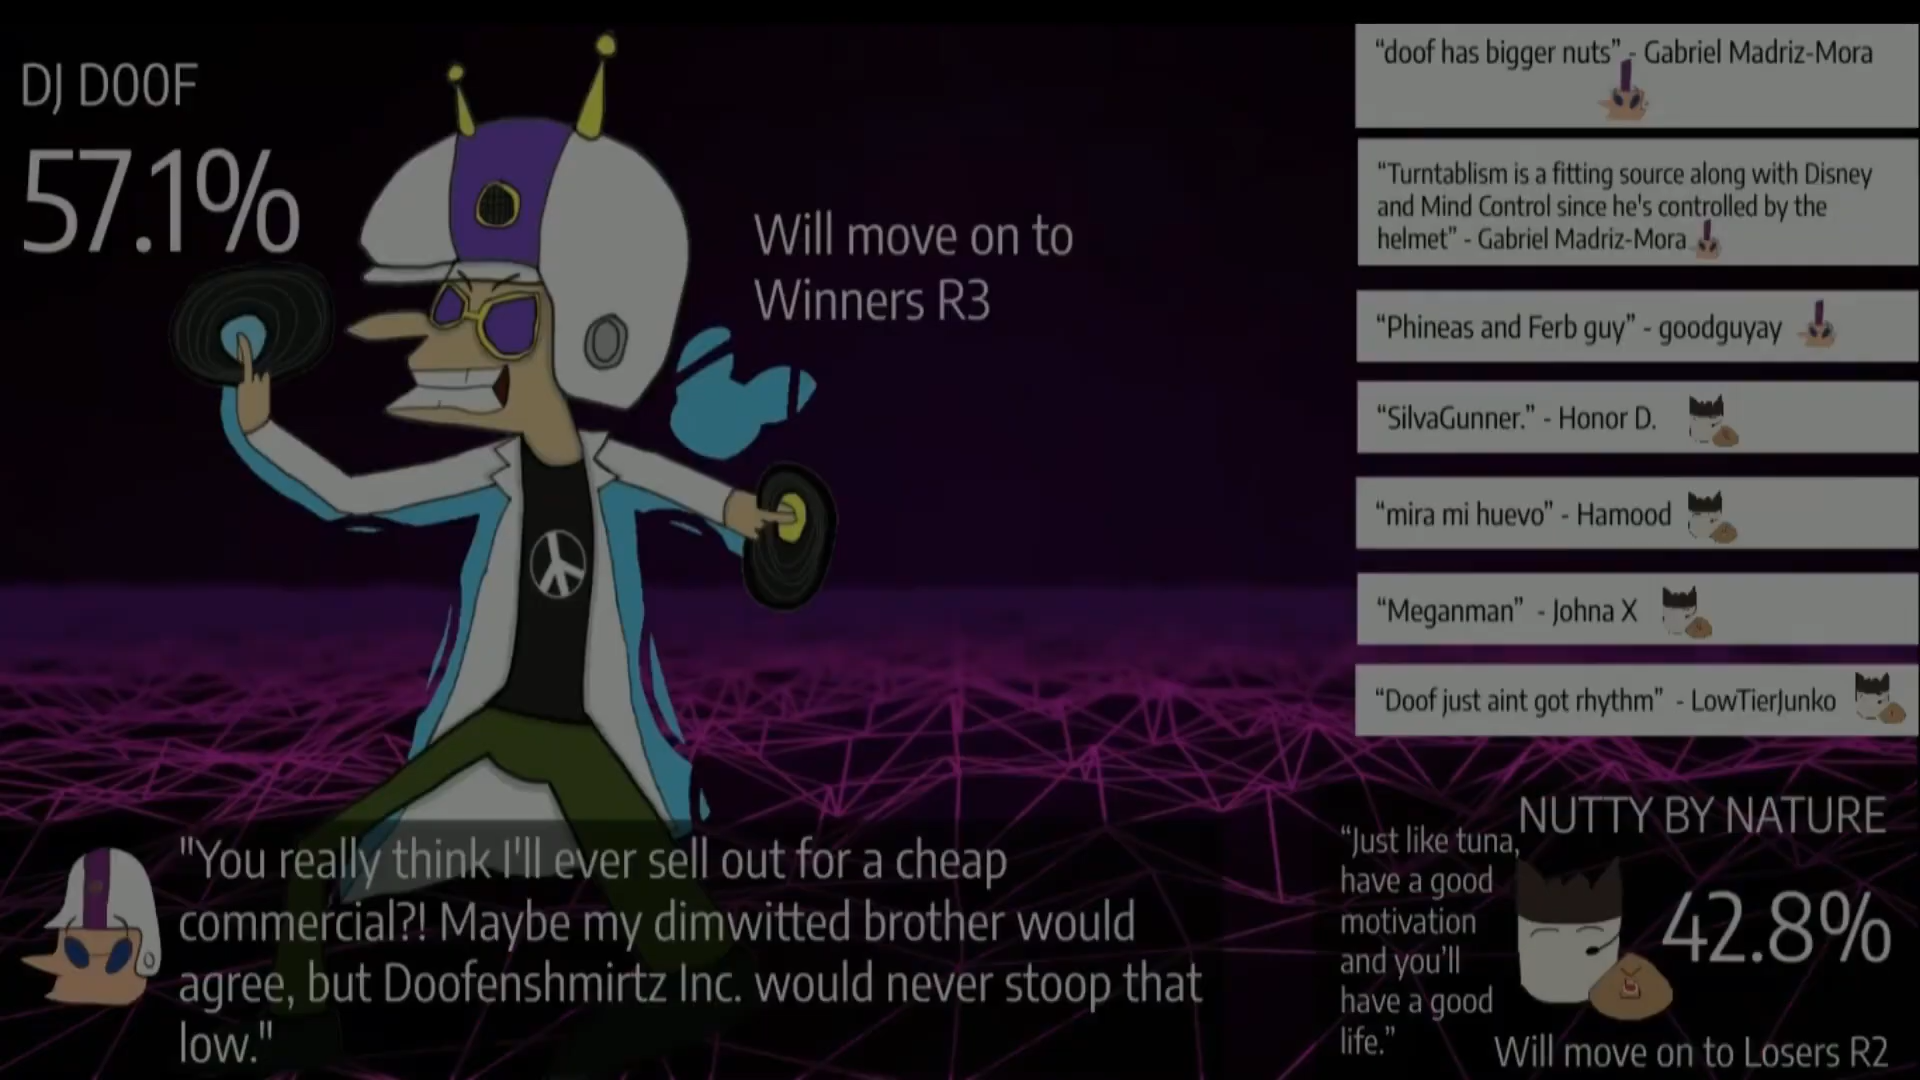 DJ DOOF
57.1%
Will move on to
Winners R3
“doof has bigger nuts” - Gabriel Madriz-Mora
“Turntablism is a fitting source along with Disney
and Mind Control since he's controlled by the
helmet” - Gabriel Madriz-Mora
“Phineas and Ferb guy” - goodguyay
“SilvaGunner.” - Honor D.
“mira mi huevo” - Hamood
“Meganman” - Johna X
“Doof just aint got rhythm” - LowTierJunko
"You really think I'll ever sell out for a cheap
commercial?! Maybe my dimwitted brother would
agree, but Doofenshmirtz Inc. would never stoop that
low."
NUTTY BY NATURE
“Just like tuna,
have a good
motivation
and you’ll
have a good
life.”
42.8%
Will move on to Losers R2